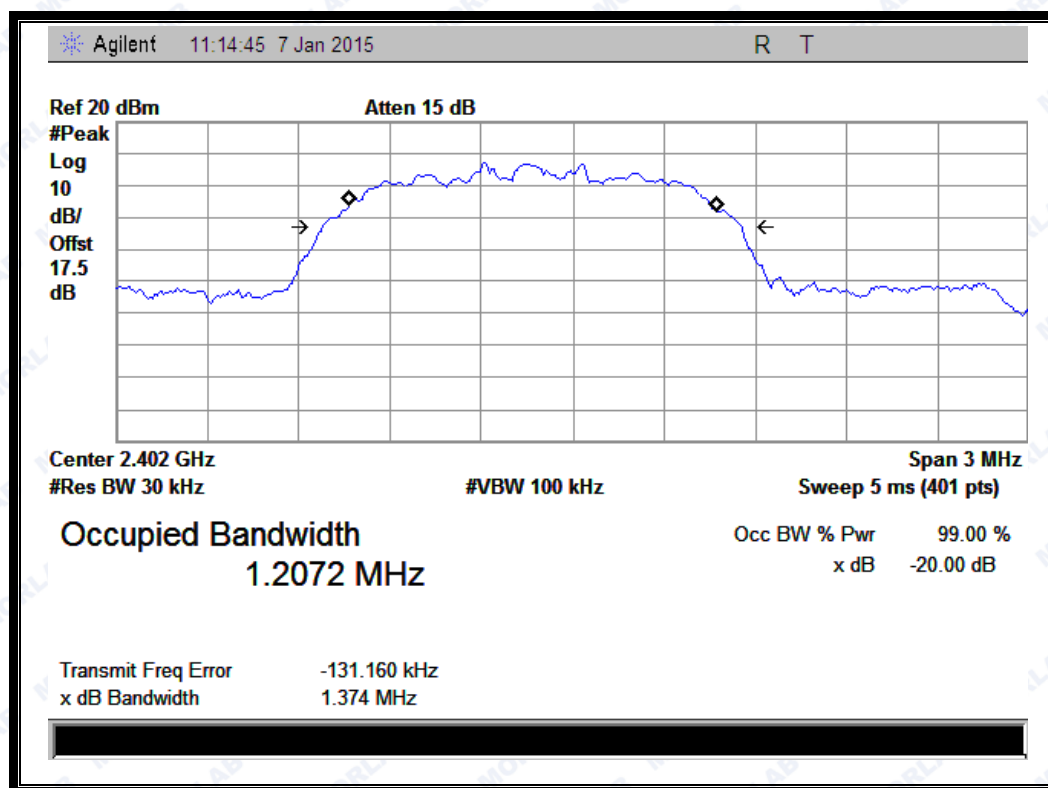 Agilent 11:14:45 7 Jan 2015 R T
Ref 20 dBm Atten 15 dB
#Peak
Log
10
dB/
Offst
17.5
dB
Center 2.402 GHz Span 3 MHz
#Res BW 30 kHz #VBW 100 kHz Sweep 5 ms (401 pts)
Occupied Bandwidth Occ BW % Pwr 99.00 %
1.2072 MHz x dB -20.00 dB
Transmit Freq Error -131.160 kHz
x dB Bandwidth 1.374 MHz